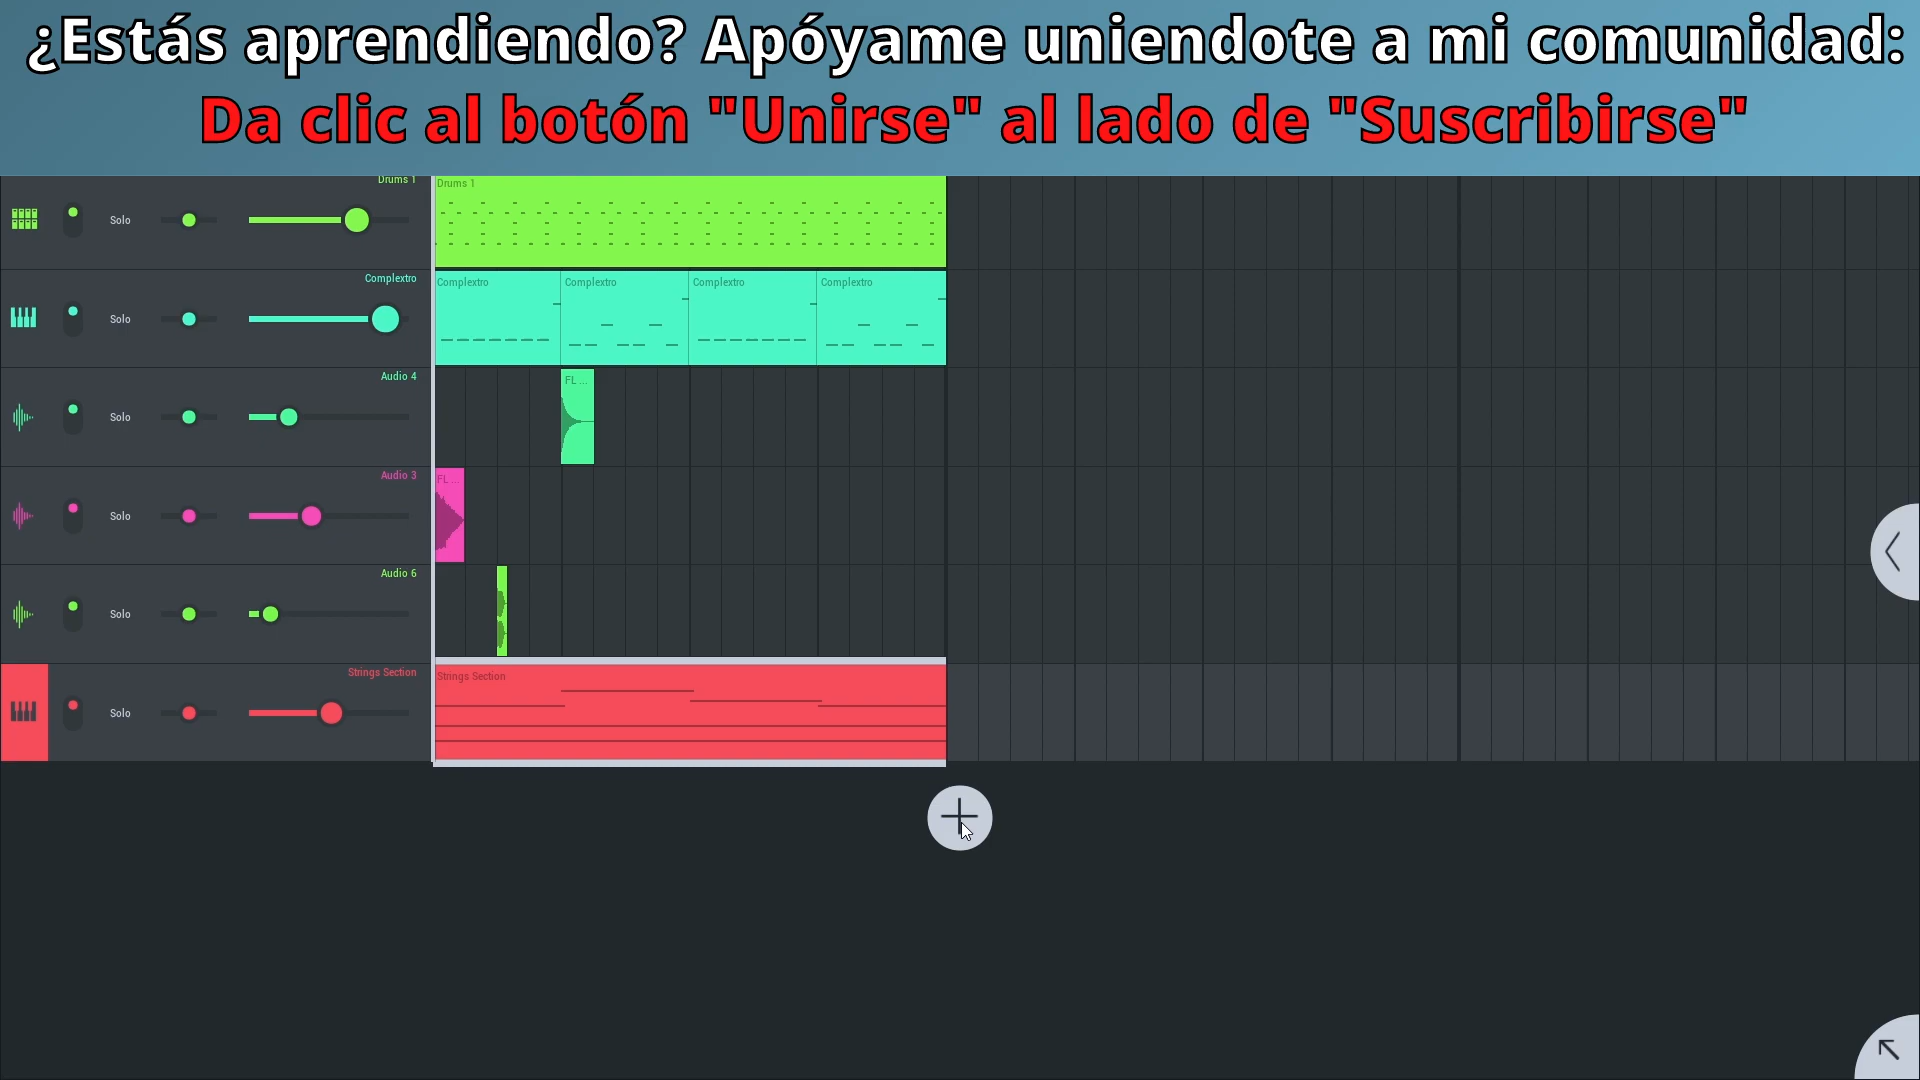 ¿Estás aprendiendo? Apóyame uniendote a mi comunidad:
Da clic al botón "Unirse" al lado de "Suscribirse"
Drums 1
Drums 1
Solo
Complextro
Complextro Complextro Complextro Complextro
Solo
Audio 4
FL ...
Solo
Audio 3
FL ...
Solo
Audio 6
Solo
Strings Section
Strings Section
Solo